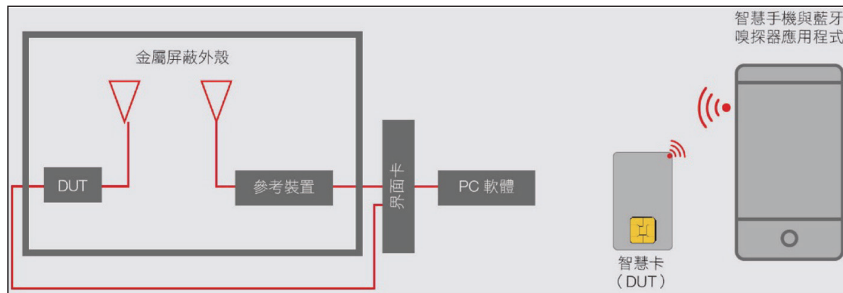 金屬屏蔽外殼
DUT
參考裝置
界面卡
PC 軟體
智慧手機與藍牙
嗅探器應用程式
智慧卡
（DUT）